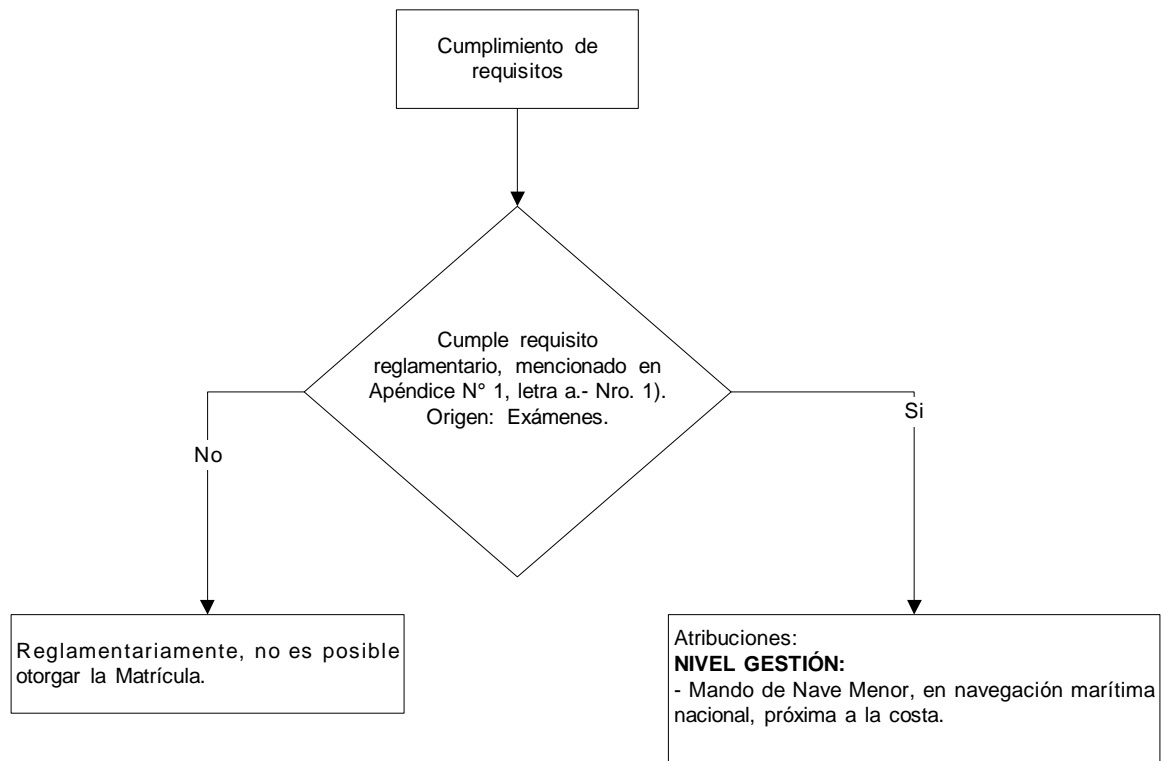 Cumplimiento de
requisitos
Cumple requisito
reglamentario, mencionado en
Apéndice N° 1, letra a.- Nro. 1).
Origen: Exámenes.
No
Si
Reglamentariamente, no es posible
otorgar la Matrícula.
Atribuciones:
NIVEL GESTIÓN:
- Mando de Nave Menor, en navegación marítima
nacional, próxima a la costa.